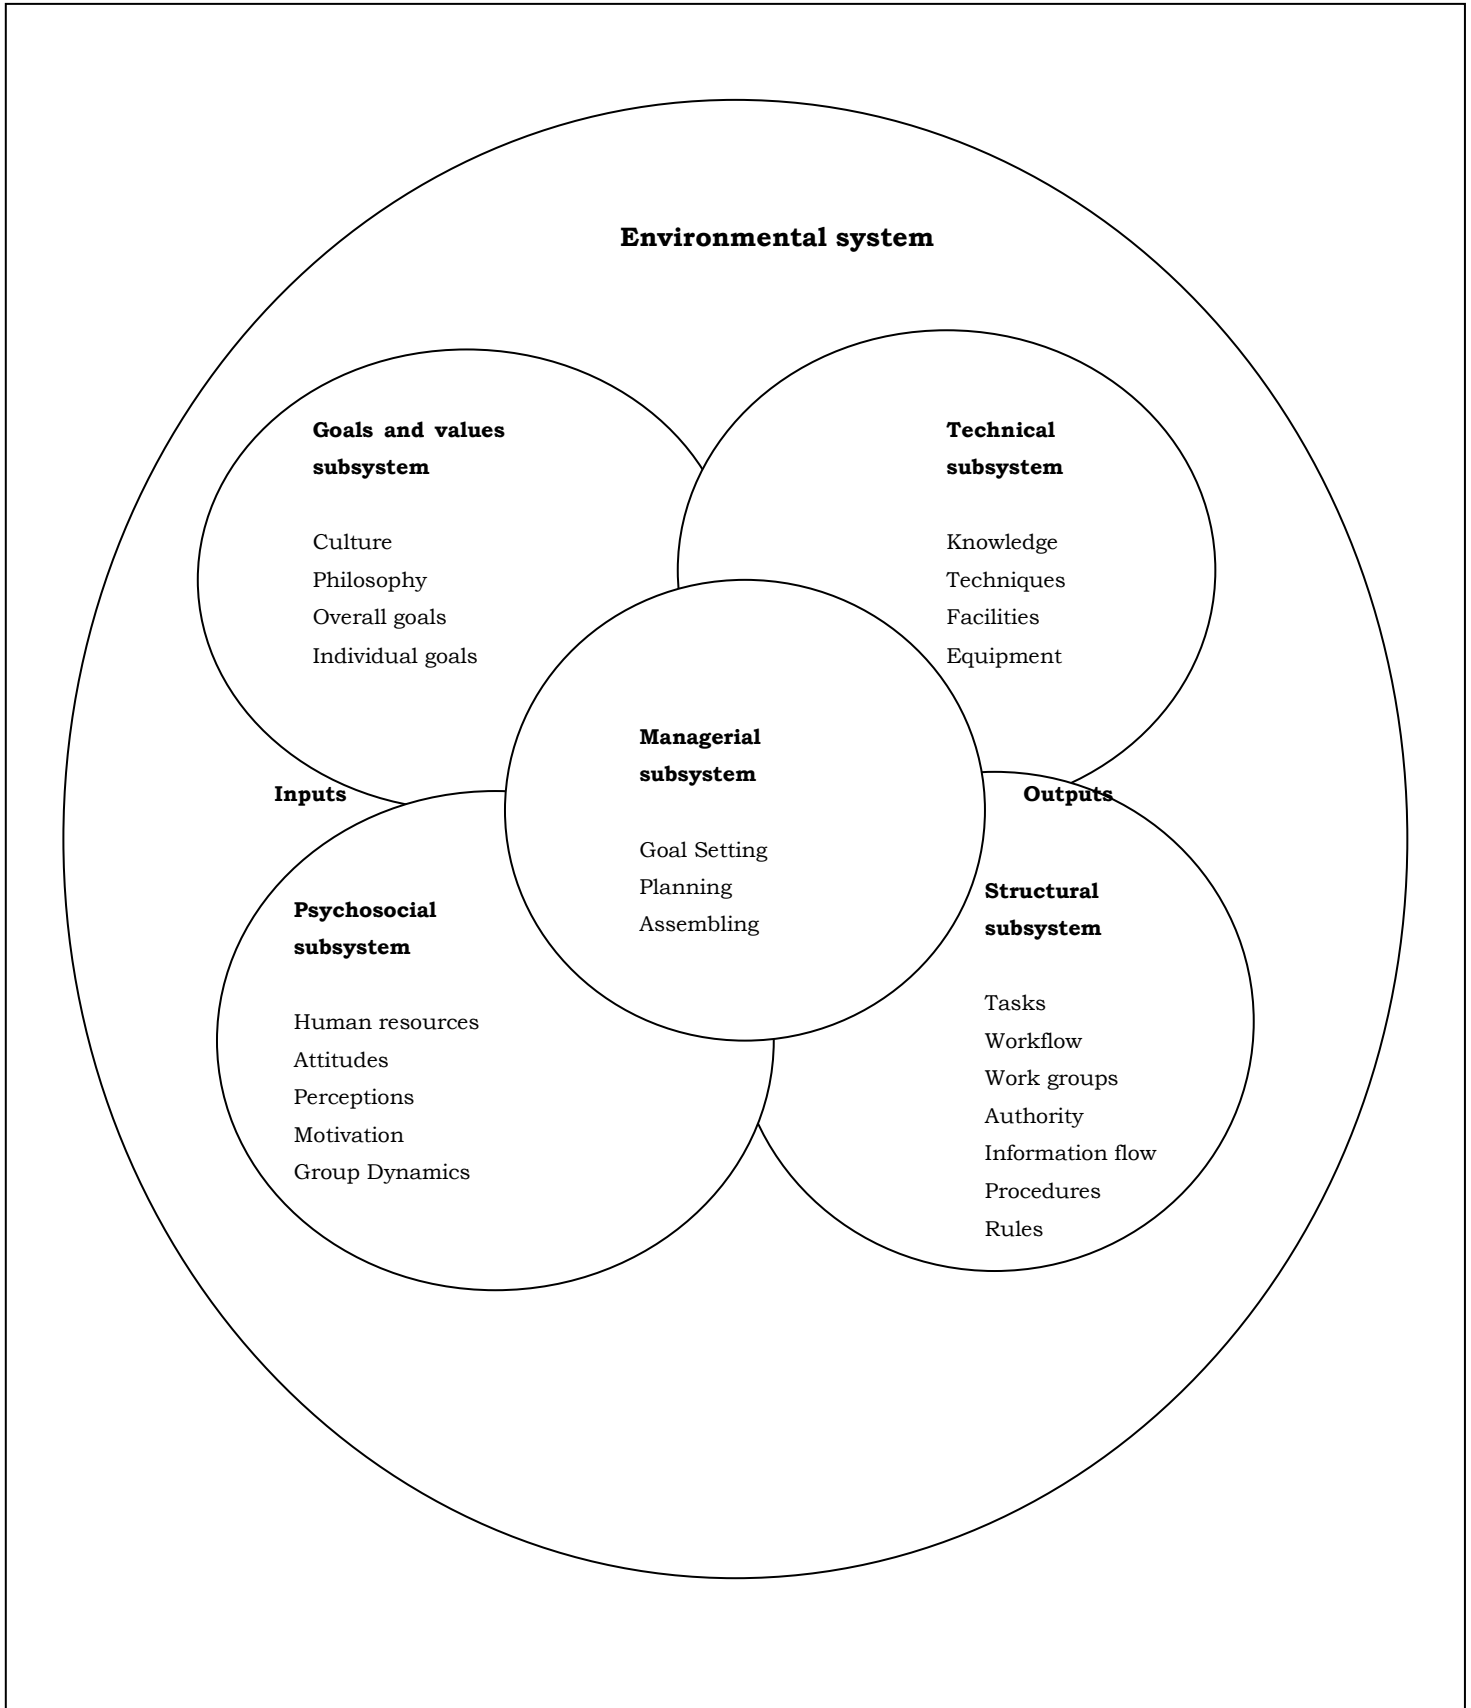 Environmental system
Goals and values
subsystem
Culture
Philosophy
Overall goals
Individual goals
Technical
subsystem
Knowledge
Techniques
Facilities
Equipment
Managerial
subsystem
Goal Setting
Planning
Assembling
Inputs
Outputs
Psychosocial
subsystem
Human resources
Attitudes
Perceptions
Motivation
Group Dynamics
Structural
subsystem
Tasks
Workflow
Work groups
Authority
Information flow
Procedures
Rules